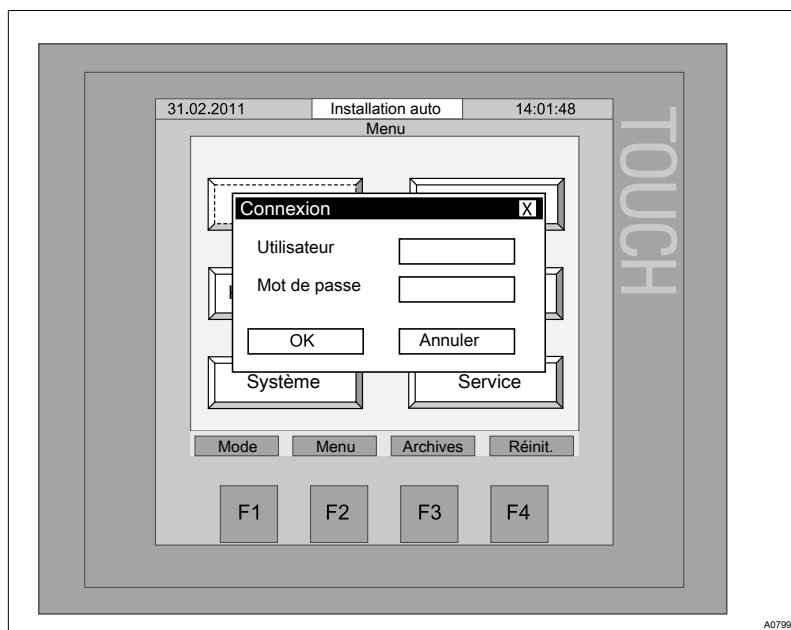 31.02.2011 Installation auto 14:01:48
Menu
TOUCH
Connexion X
Utilisateur
Mot de passe
OK Annuler
Système Service
Mode Menu Archives Réinit.
F1 F2 F3 F4
A0799